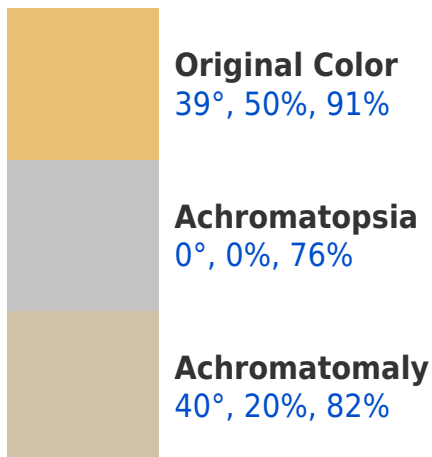 Original Color
39°, 50%, 91%
Achromatopsia
0°, 0%, 76%
Achromatomaly
40°, 20%, 82%